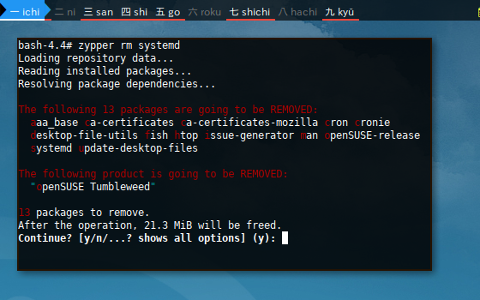 一 ichi 二 ni 三 san 四 shi 五 go 六 roku 七 shichi 八 hachi 九 kyū
bash-4.4# zypper rm systemd
Loading repository data...
Reading installed packages...
Resolving package dependencies...
The following 13 packages are going to be REMOVED:
aaa_base ca-certificates ca-certificates-mozilla cron cronie
desktop-file-utils fish htop issue-generator man openSUSE-release
systemd update-desktop-files
The following product is going to be REMOVED:
"openSUSE Tumbleweed"
13 packages to remove.
After the operation, 21.3 MiB will be freed.
Continue? [y/n/...? shows all options] (y):